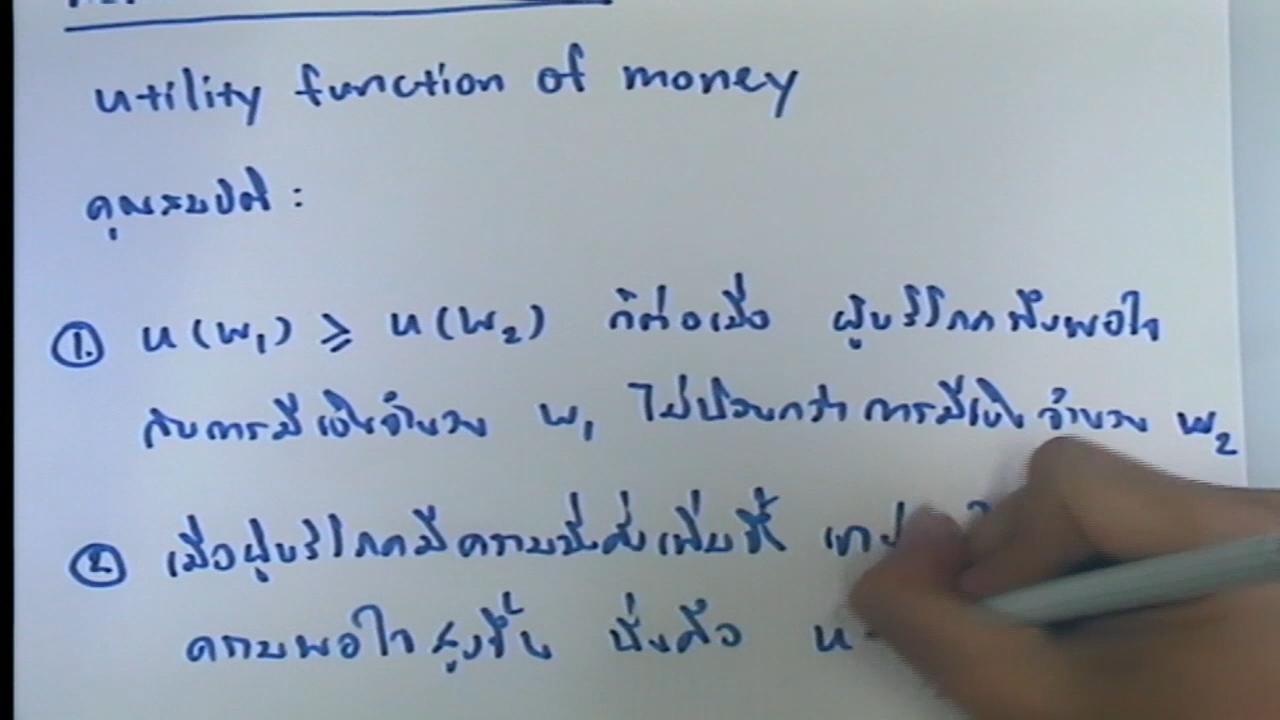 utility function of money
คุณสมบัติ :
①. u(w₁) ≥ u(w₂) ก็ต่อเมื่อ ผู้บริโภคพึงพอใจ
กับการมีเงินจำนวน w₁ ไม่น้อยกว่าการมีเงินจำนวน w₂
② เมื่อผู้บริโภคมีความมั่งคั่งเพิ่มขึ้น
ความพอใจสูงขึ้น นั่นคือ u